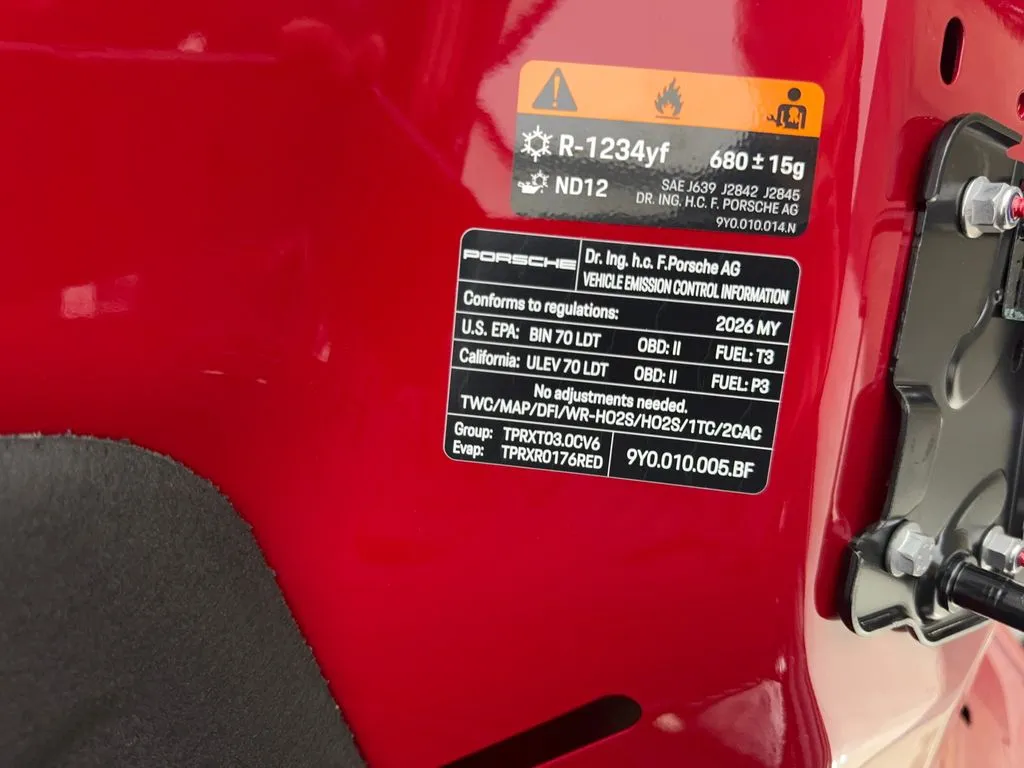 R-1234yf 680 ± 15g
ND12
SAE J639 J2842 J2845
DR. ING. H.C. F. PORSCHE AG
9Y0.010.014.N
PORSCHE
Dr. Ing. h.c. F.Porsche AG
VEHICLE EMISSION CONTROL INFORMATION
Conforms to regulations: 2026 MY
U.S. EPA: BIN 70 LDT OBD: II FUEL: T3
California: ULEV 70 LDT OBD: II FUEL: P3
No adjustments needed.
TWC/MAP/DFI/WR-HO2S/HO2S/1TC/2CAC
Group: TPRXT03.0CV6
Evap: TPRXR0176RED
9Y0.010.005.BF